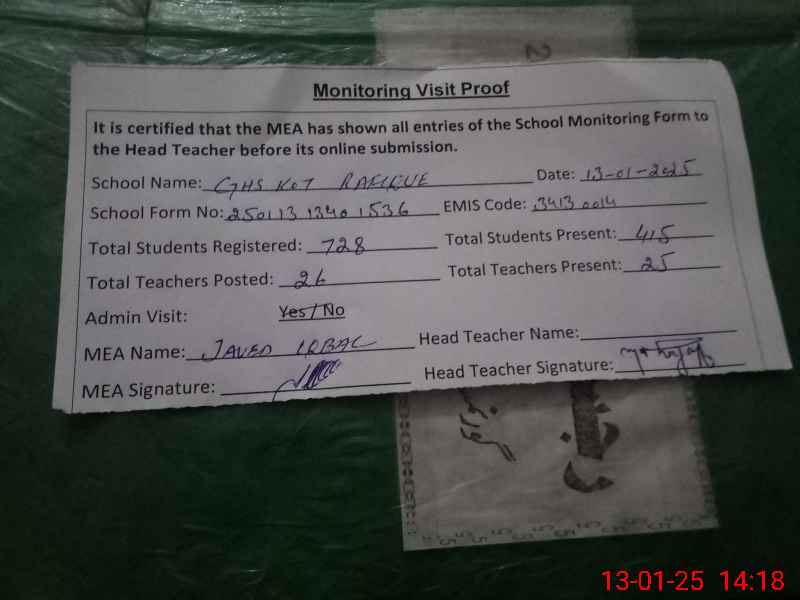 Monitoring Visit Proof
It is certified that the MEA has shown all entries of the School Monitoring Form to
the Head Teacher before its online submission.
School Name: GHS KOT RAFIQUE Date: 13-01-2025
School Form No: 250113 1340 1536 EMIS Code: 3413 0014
Total Students Registered: 728 Total Students Present: 415
Total Teachers Posted: 26 Total Teachers Present: 25
Admin Visit: Yes / No
MEA Name: JAVED IQBAL Head Teacher Name:
MEA Signature: Head Teacher Signature:
13-01-25 14:18